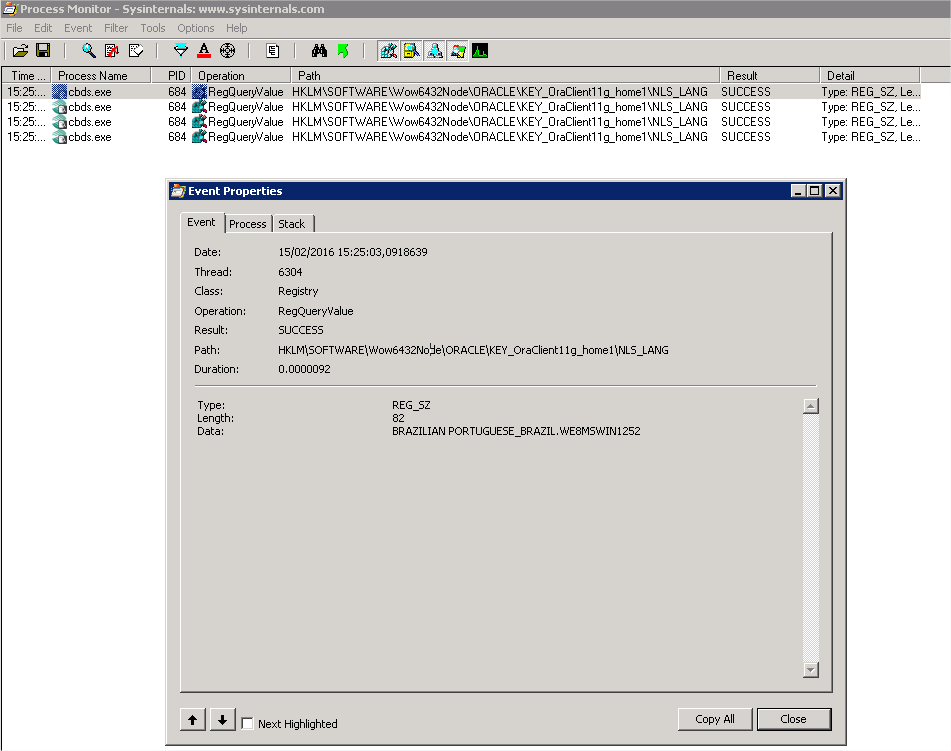 Process Monitor - Sysinternals: www.sysinternals.com
File Edit Event Filter Tools Options Help
Time ... Process Name PID Operation Path Result Detail
15:25:... cbds.exe 684 RegQueryValue HKLM\SOFTWARE\Wow6432Node\ORACLE\KEY_OraClient11g_home1\NLS_LANG SUCCESS Type: REG_SZ, Le...
15:25:... cbds.exe 684 RegQueryValue HKLM\SOFTWARE\Wow6432Node\ORACLE\KEY_OraClient11g_home1\NLS_LANG SUCCESS Type: REG_SZ, Le...
15:25:... cbds.exe 684 RegQueryValue HKLM\SOFTWARE\Wow6432Node\ORACLE\KEY_OraClient11g_home1\NLS_LANG SUCCESS Type: REG_SZ, Le...
15:25:... cbds.exe 684 RegQueryValue HKLM\SOFTWARE\Wow6432Node\ORACLE\KEY_OraClient11g_home1\NLS_LANG SUCCESS Type: REG_SZ, Le...
Event Properties
Event Process Stack
Date: 15/02/2016 15:25:03,0918639
Thread: 6304
Class: Registry
Operation: RegQueryValue
Result: SUCCESS
Path: HKLM\SOFTWARE\Wow6432Node\ORACLE\KEY_OraClient11g_home1\NLS_LANG
Duration: 0.0000092
Type: REG_SZ
Length: 82
Data: BRAZILIAN PORTUGUESE_BRAZIL.WE8MSWIN1252
Next Highlighted Copy All Close